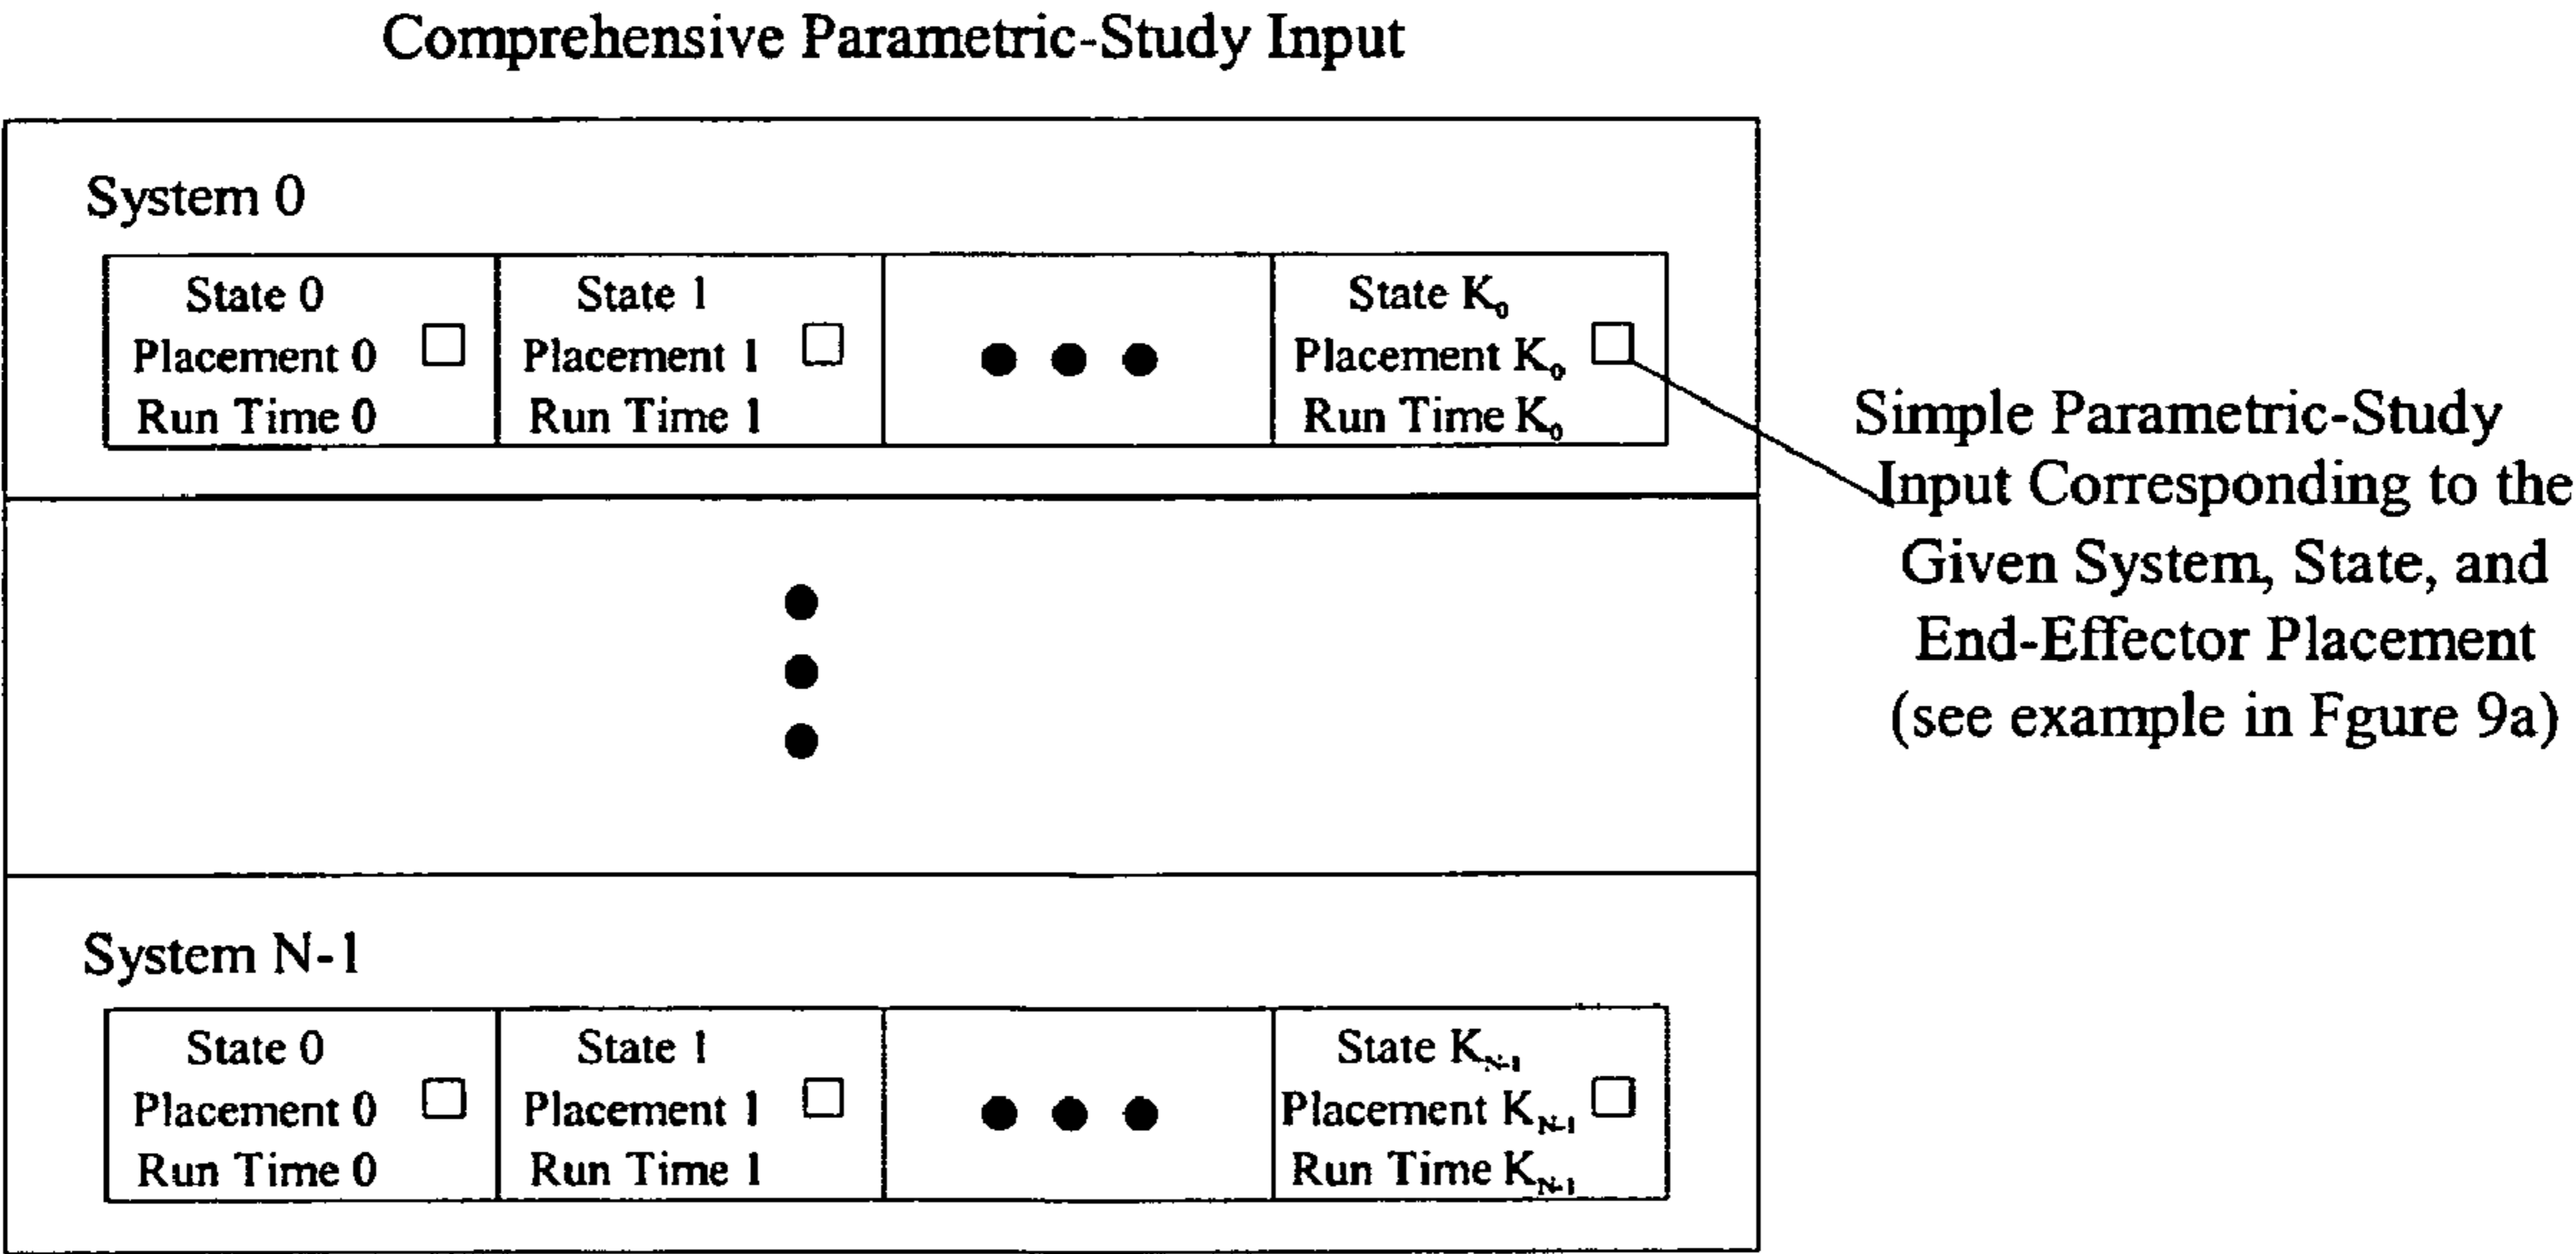 Comprehensive Parametric-Study Input
System 0
State 0
Placement 0
Run Time 0
State 1
Placement 1
Run Time 1
State K₀
Placement K₀
Run Time K₀
Simple Parametric-Study
Input Corresponding to the
Given System, State, and
End-Effector Placement
(see example in Fgure 9a)
System N-1
State 0
Placement 0
Run Time 0
State 1
Placement 1
Run Time 1
State K_N-1
Placement K_N-1
Run Time K_N-1